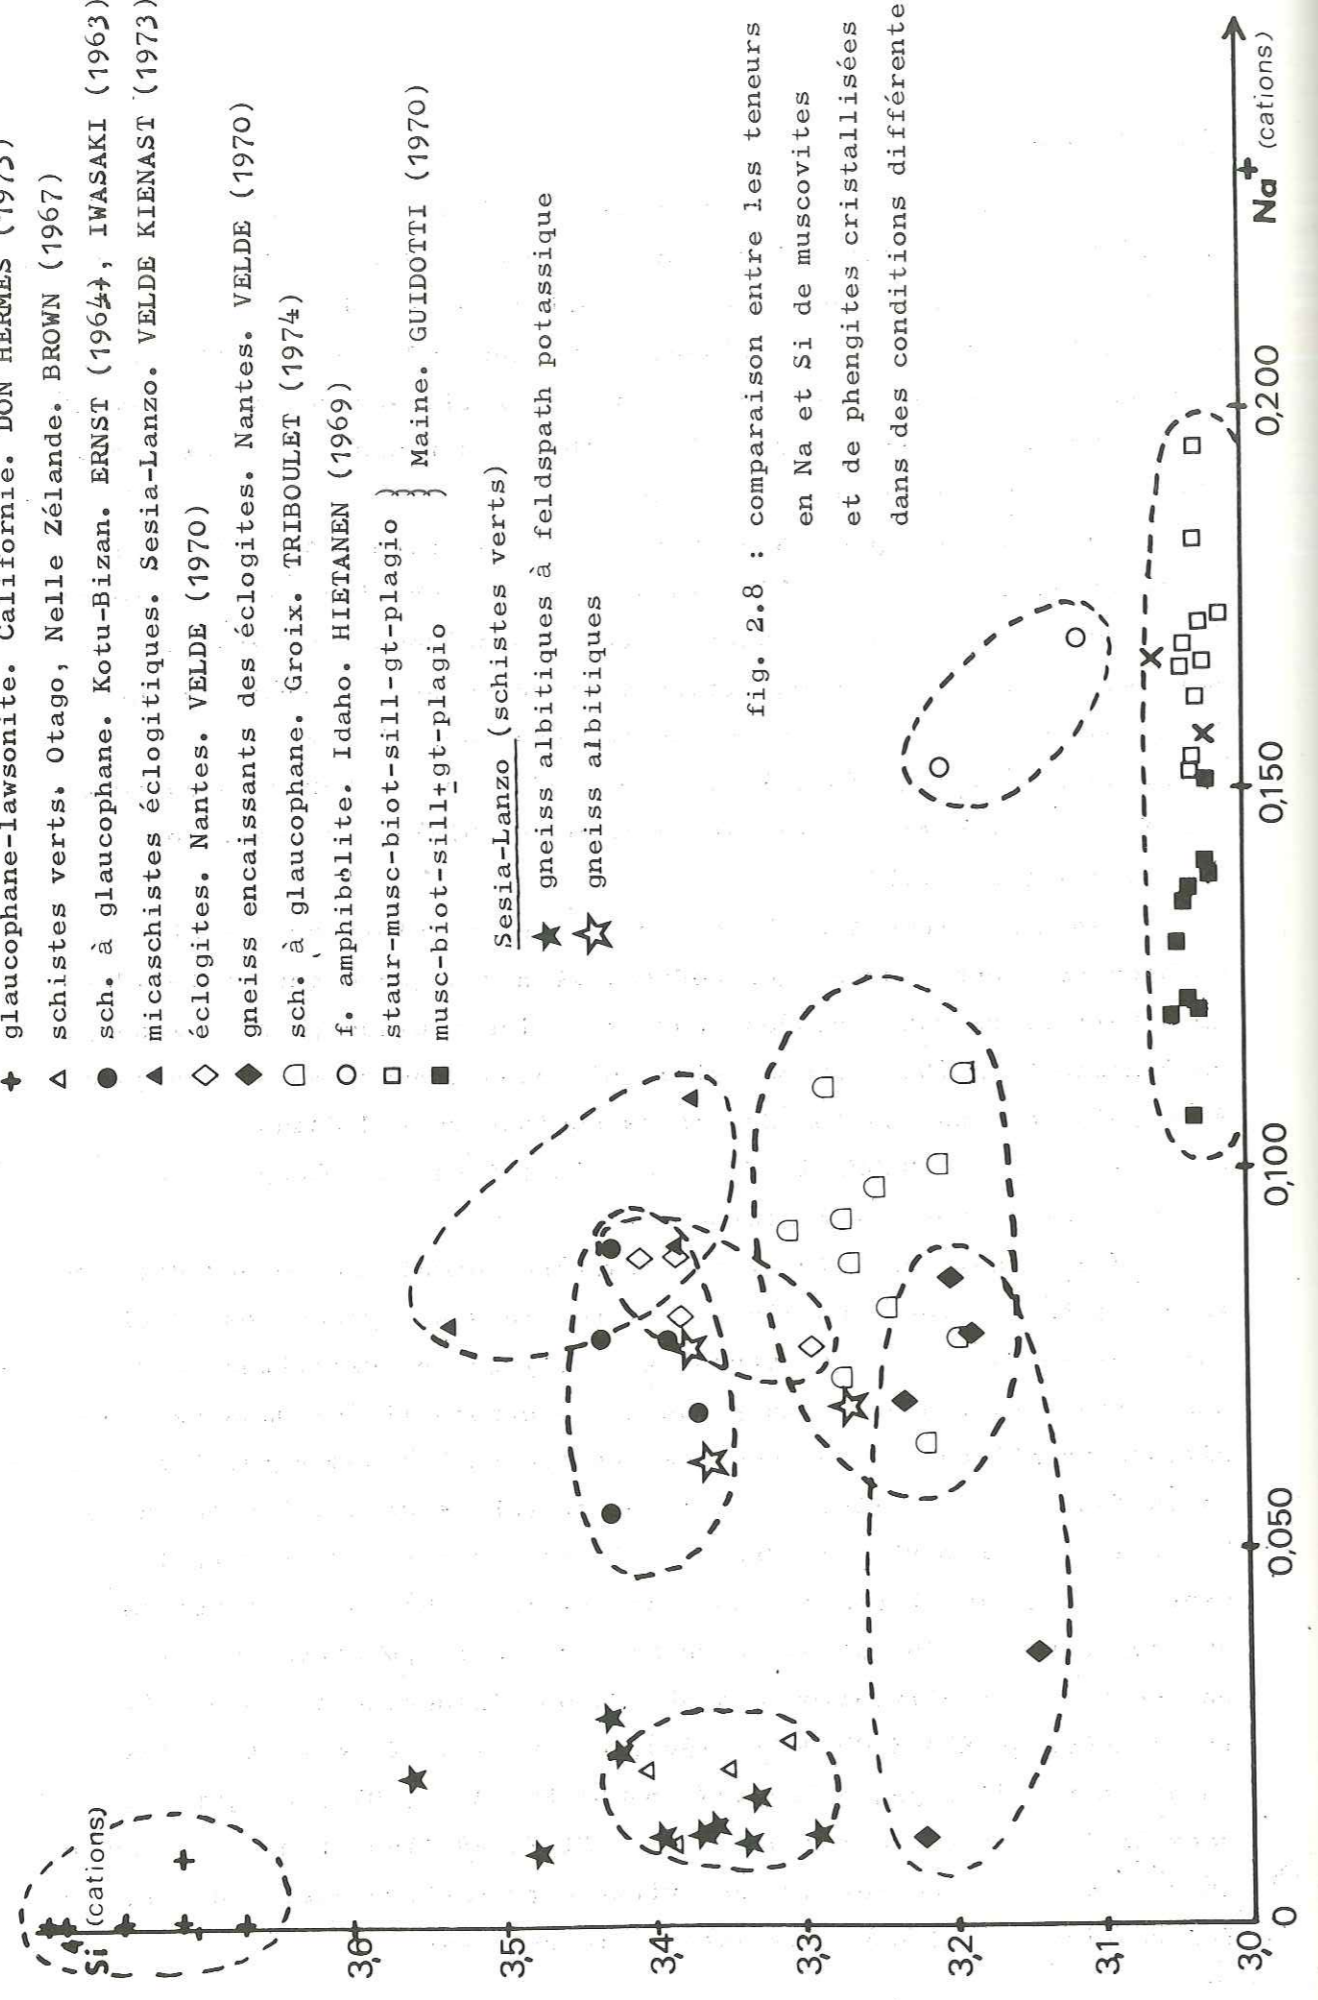 glaucophane-lawsonite. Californie. DON HERMES (1973)
schistes verts. Otago, Nelle Zélande. BROWN (1967)
sch. à glaucophane. Kotu-Bizan. ERNST (1964), IWASAKI (1963)
micaschistes éclogitiques. Sesia-Lanzo. VELDE KIENAST (1973)
éclogites. Nantes. VELDE (1970)
gneiss encaissants des éclogites. Nantes. VELDE (1970)
sch. à glaucophane. Groix. TRIBOULET (1974)
f. amphibolite. Idaho. HIETANEN (1969)
staur-musc-biot-sill-gt-plagio
Maine. GUIDOTTI (1970)
musc-biot-sill±gt-plagio
Sesia-Lanzo (schistes verts)
gneiss albitiques à feldspath potassique
gneiss albitiques
fig. 2.8 : comparaison entre les teneurs
en Na et Si de muscovites
et de phengites cristallisées
dans des conditions différente
Si (cations)
3,6
3,5
3,4
3,3
3,2
3,1
3,0
0
0,050
0,100
0,150
0,200
Na+ (cations)